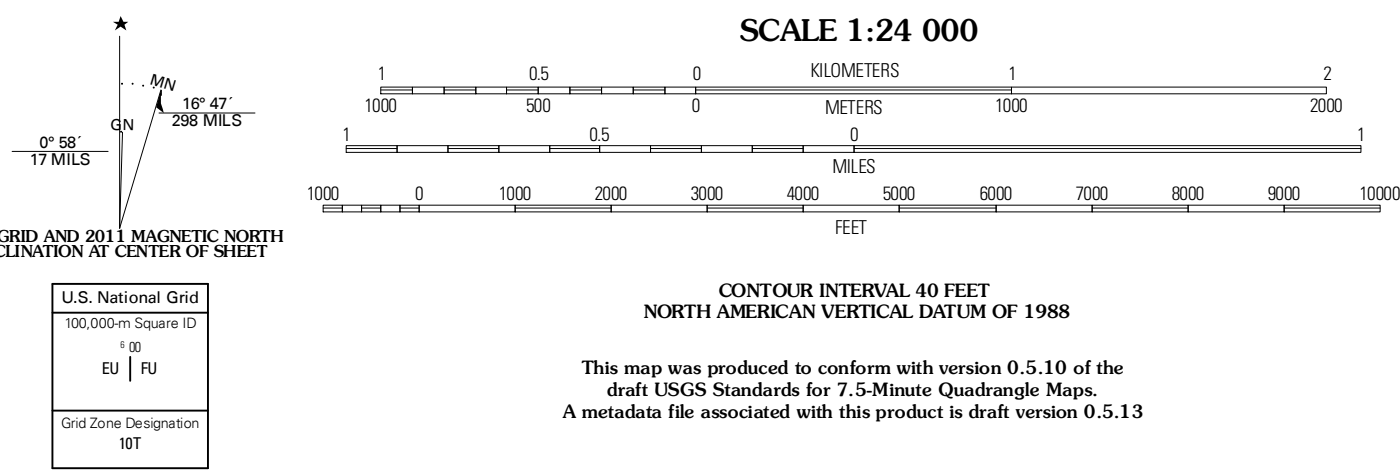 MN
GN
16° 47´
298 MILS
0° 58´
17 MILS
GRID AND 2011 MAGNETIC NORTH
CLINATION AT CENTER OF SHEET
U.S. National Grid
100,000-m Square ID
6 00
EU FU
Grid Zone Designation
10T
SCALE 1:24 000
1 0.5 0 KILOMETERS 1 2
1000 500 0 METERS 1000 2000
1 0.5 0 1
MILES
1000 0 1000 2000 3000 4000 5000 6000 7000 8000 9000 10000
FEET
CONTOUR INTERVAL 40 FEET
NORTH AMERICAN VERTICAL DATUM OF 1988
This map was produced to conform with version 0.5.10 of the
draft USGS Standards for 7.5-Minute Quadrangle Maps.
A metadata file associated with this product is draft version 0.5.13